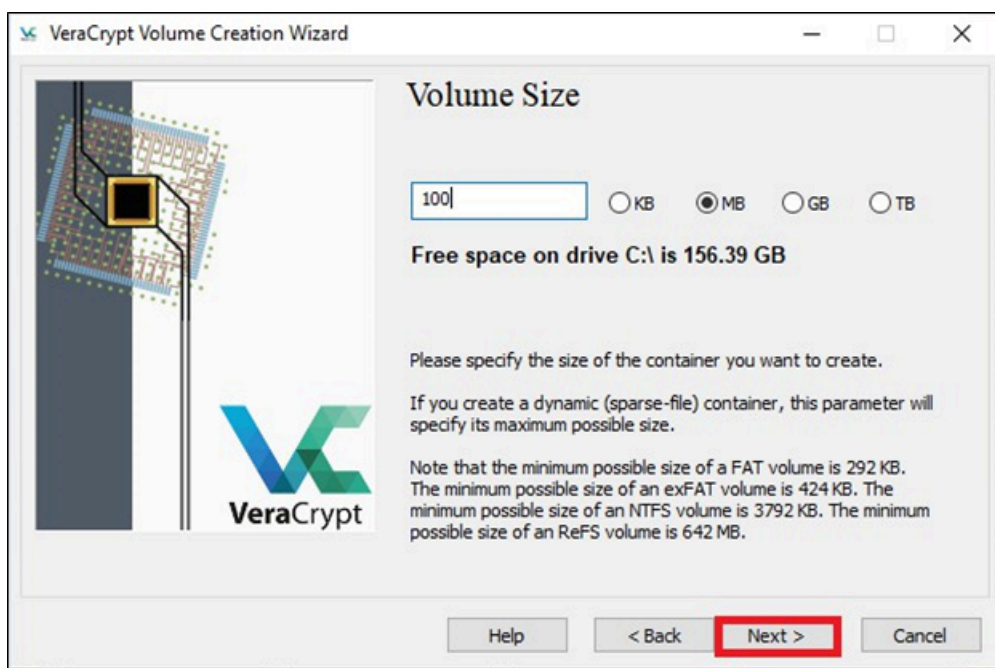 VeraCrypt Volume Creation Wizard
Volume Size
100
KB MB GB TB
Free space on drive C:\ is 156.39 GB
Please specify the size of the container you want to create.
If you create a dynamic (sparse-file) container, this parameter will
specify its maximum possible size.
Note that the minimum possible size of a FAT volume is 292 KB.
The minimum possible size of an exFAT volume is 424 KB. The
minimum possible size of an NTFS volume is 3792 KB. The minimum
possible size of an ReFS volume is 642 MB.
VeraCrypt
Help < Back Next > Cancel